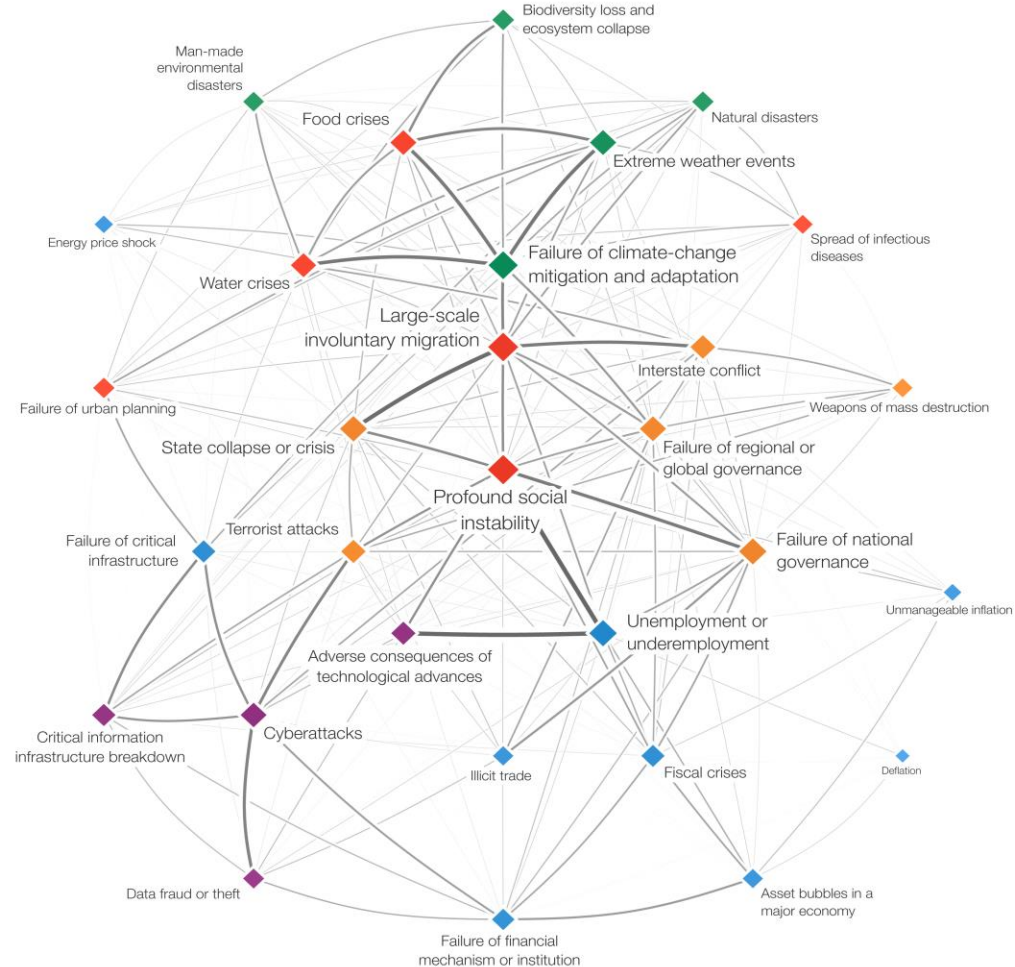 Biodiversity loss and
ecosystem collapse
Man-made
environmental
disasters
Food crises
Natural disasters
Extreme weather events
Energy price shock
Spread of infectious
diseases
Water crises
Failure of climate-change
mitigation and adaptation
Large-scale
involuntary migration
Interstate conflict
Failure of urban planning
Weapons of mass destruction
State collapse or crisis
Failure of regional or
global governance
Profound social
instability
Terrorist attacks
Failure of critical
infrastructure
Failure of national
governance
Unmanageable inflation
Unemployment or
underemployment
Adverse consequences of
technological advances
Critical information
infrastructure breakdown
Cyberattacks
Illicit trade
Fiscal crises
Deflation
Data fraud or theft
Asset bubbles in a
major economy
Failure of financial
mechanism or institution